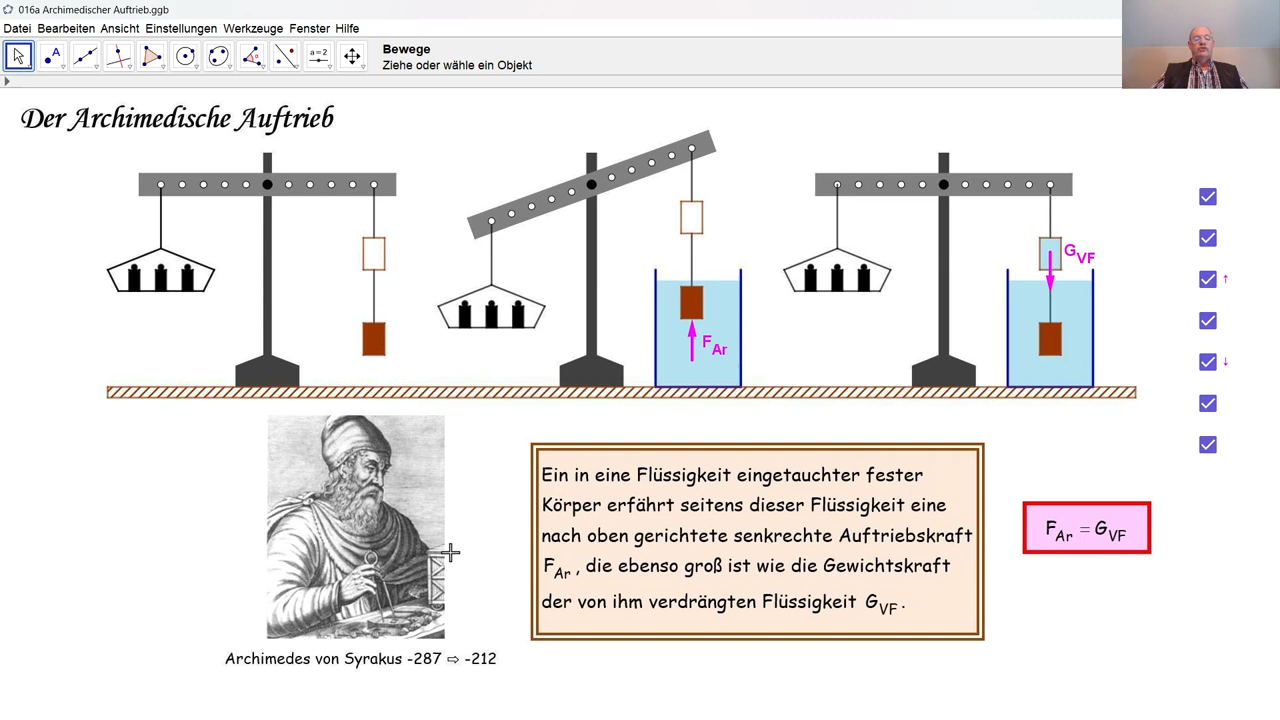 016a Archimedischer Auftrieb.ggb
Datei Bearbeiten Ansicht Einstellungen Werkzeuge Fenster Hilfe
A
a=2
Bewege
Ziehe oder wähle ein Objekt
Der Archimedische Auftrieb
G_VF
F_Ar
↑
↓
Ein in eine Flüssigkeit eingetauchter fester
Körper erfährt seitens dieser Flüssigkeit eine
nach oben gerichtete senkrechte Auftriebskraft
F_Ar , die ebenso groß ist wie die Gewichtskraft
der von ihm verdrängten Flüssigkeit G_VF .
F_Ar = G_VF
Archimedes von Syrakus -287 ⇨ -212